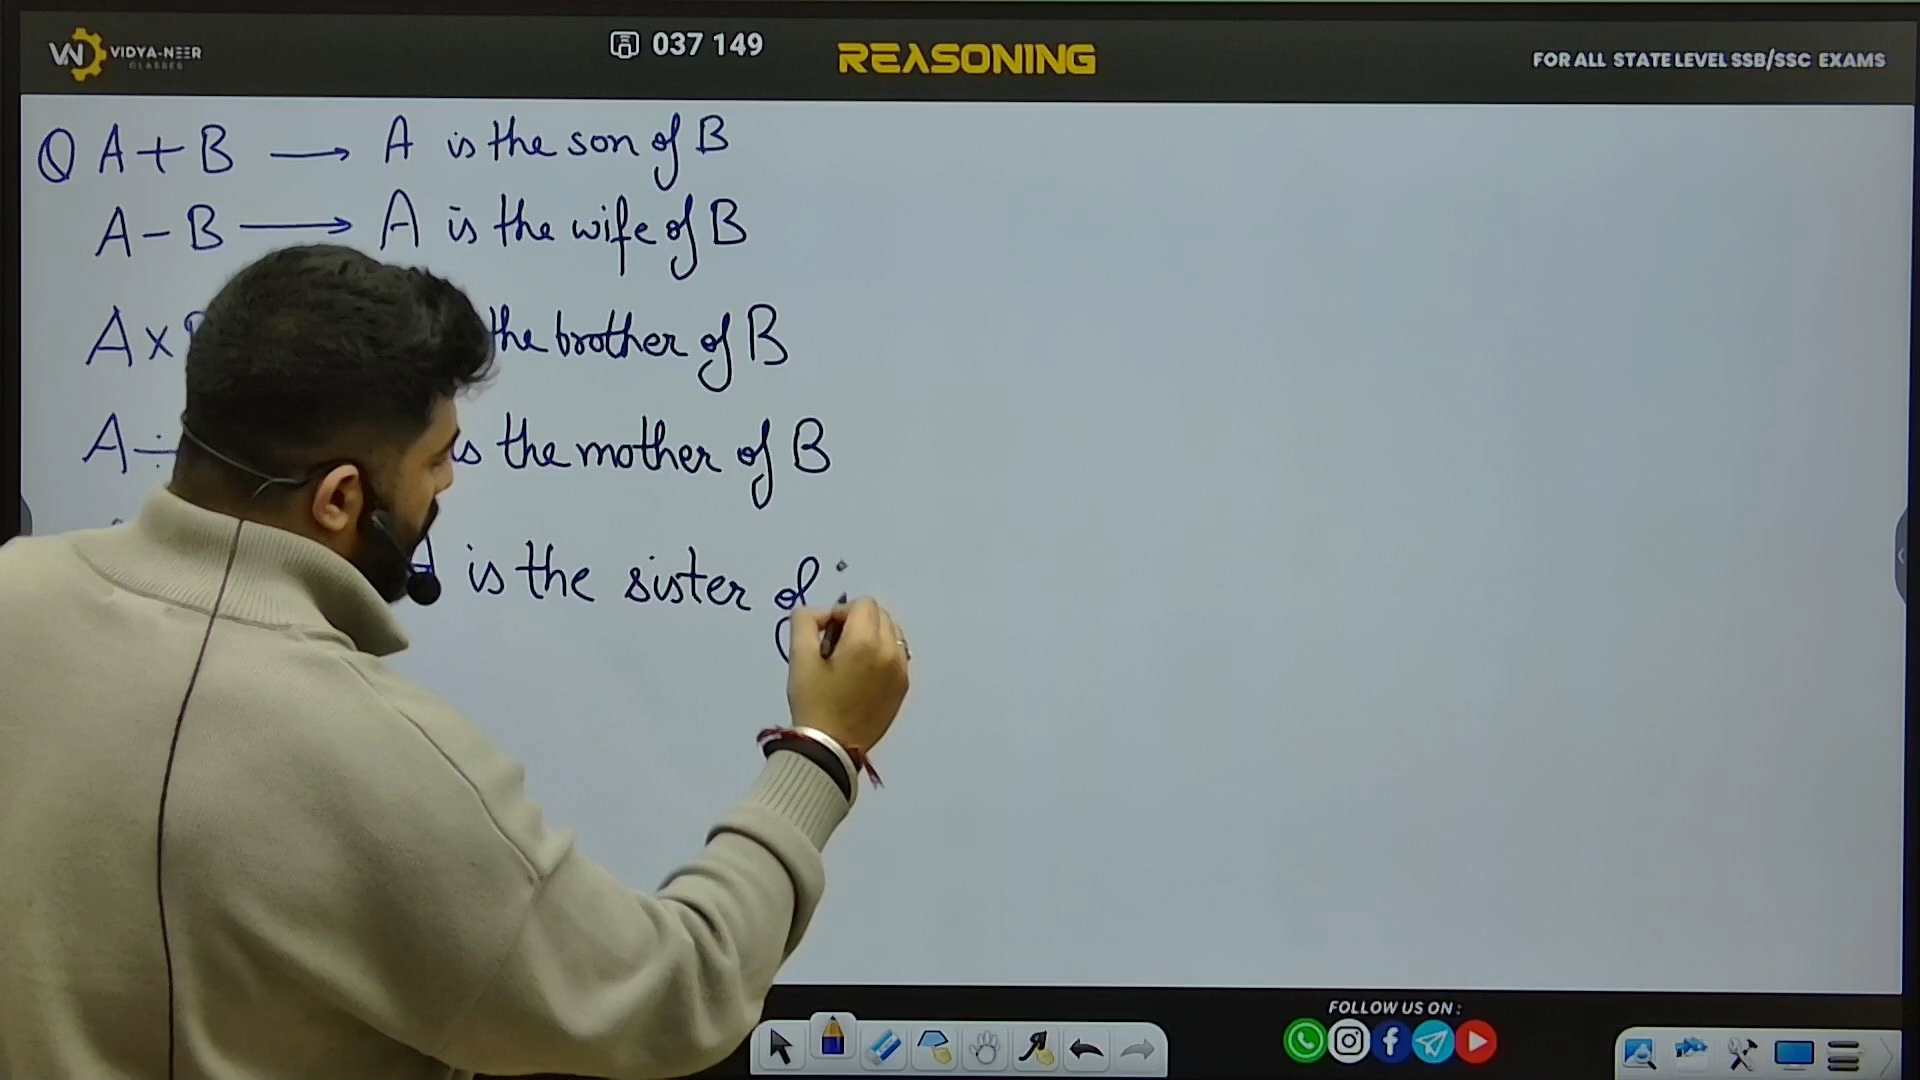 VN VIDYA-NEER CLASSES
037 149
REASONING
FOR ALL STATE LEVEL SSB/SSC EXAMS
Q A + B → A is the son of B
A - B → A is the wife of B
A × the brother of B
A ÷ is the mother of B
A is the sister of
FOLLOW US ON :